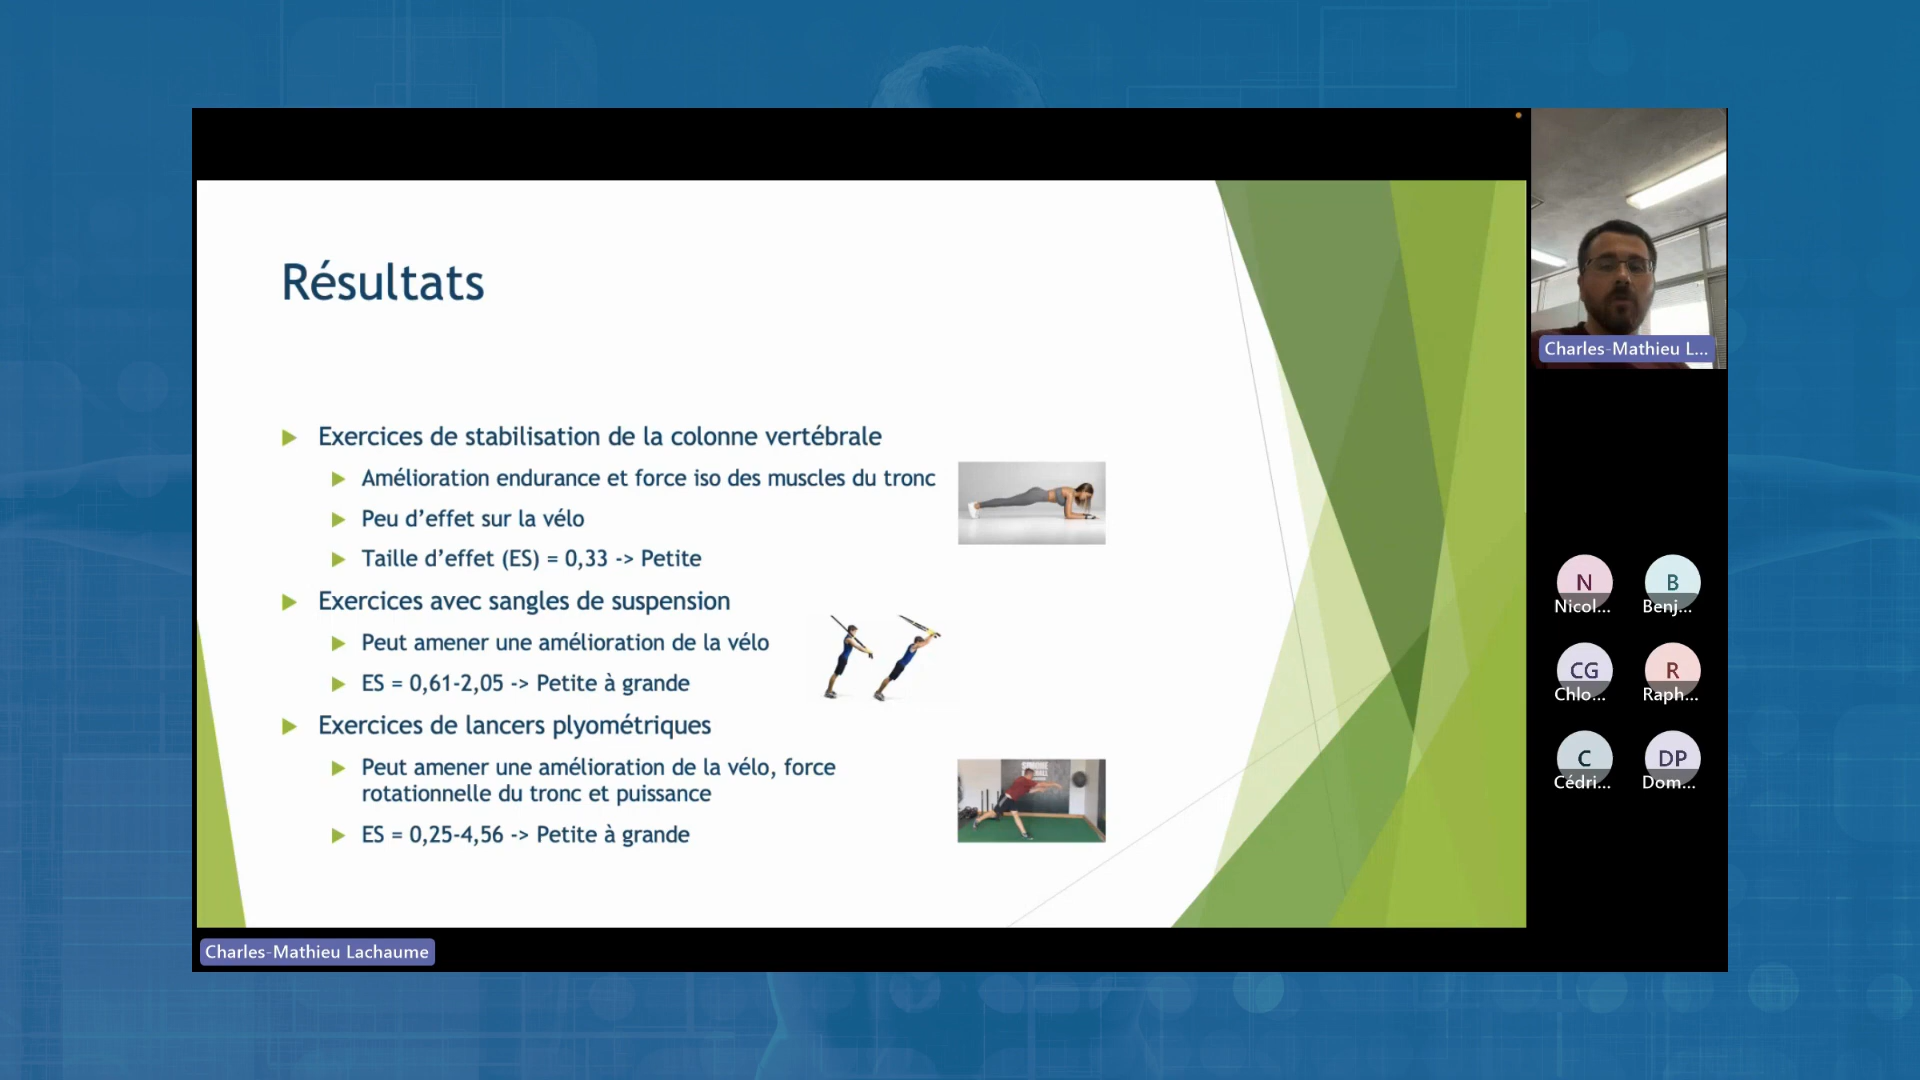 Résultats
Exercices de stabilisation de la colonne vertébrale
Amélioration endurance et force iso des muscles du tronc
Peu d’effet sur la vélo
Taille d’effet (ES) = 0,33 -> Petite
Exercices avec sangles de suspension
Peut amener une amélioration de la vélo
ES = 0,61-2,05 -> Petite à grande
Exercices de lancers plyométriques
Peut amener une amélioration de la vélo, force
rotationnelle du tronc et puissance
ES = 0,25-4,56 -> Petite à grande
Charles-Mathieu Lachaume
Charles-Mathieu L...
N
Nicol...
B
Benj...
CG
Chlo...
R
Raph...
C
Cédri...
DP
Dom...